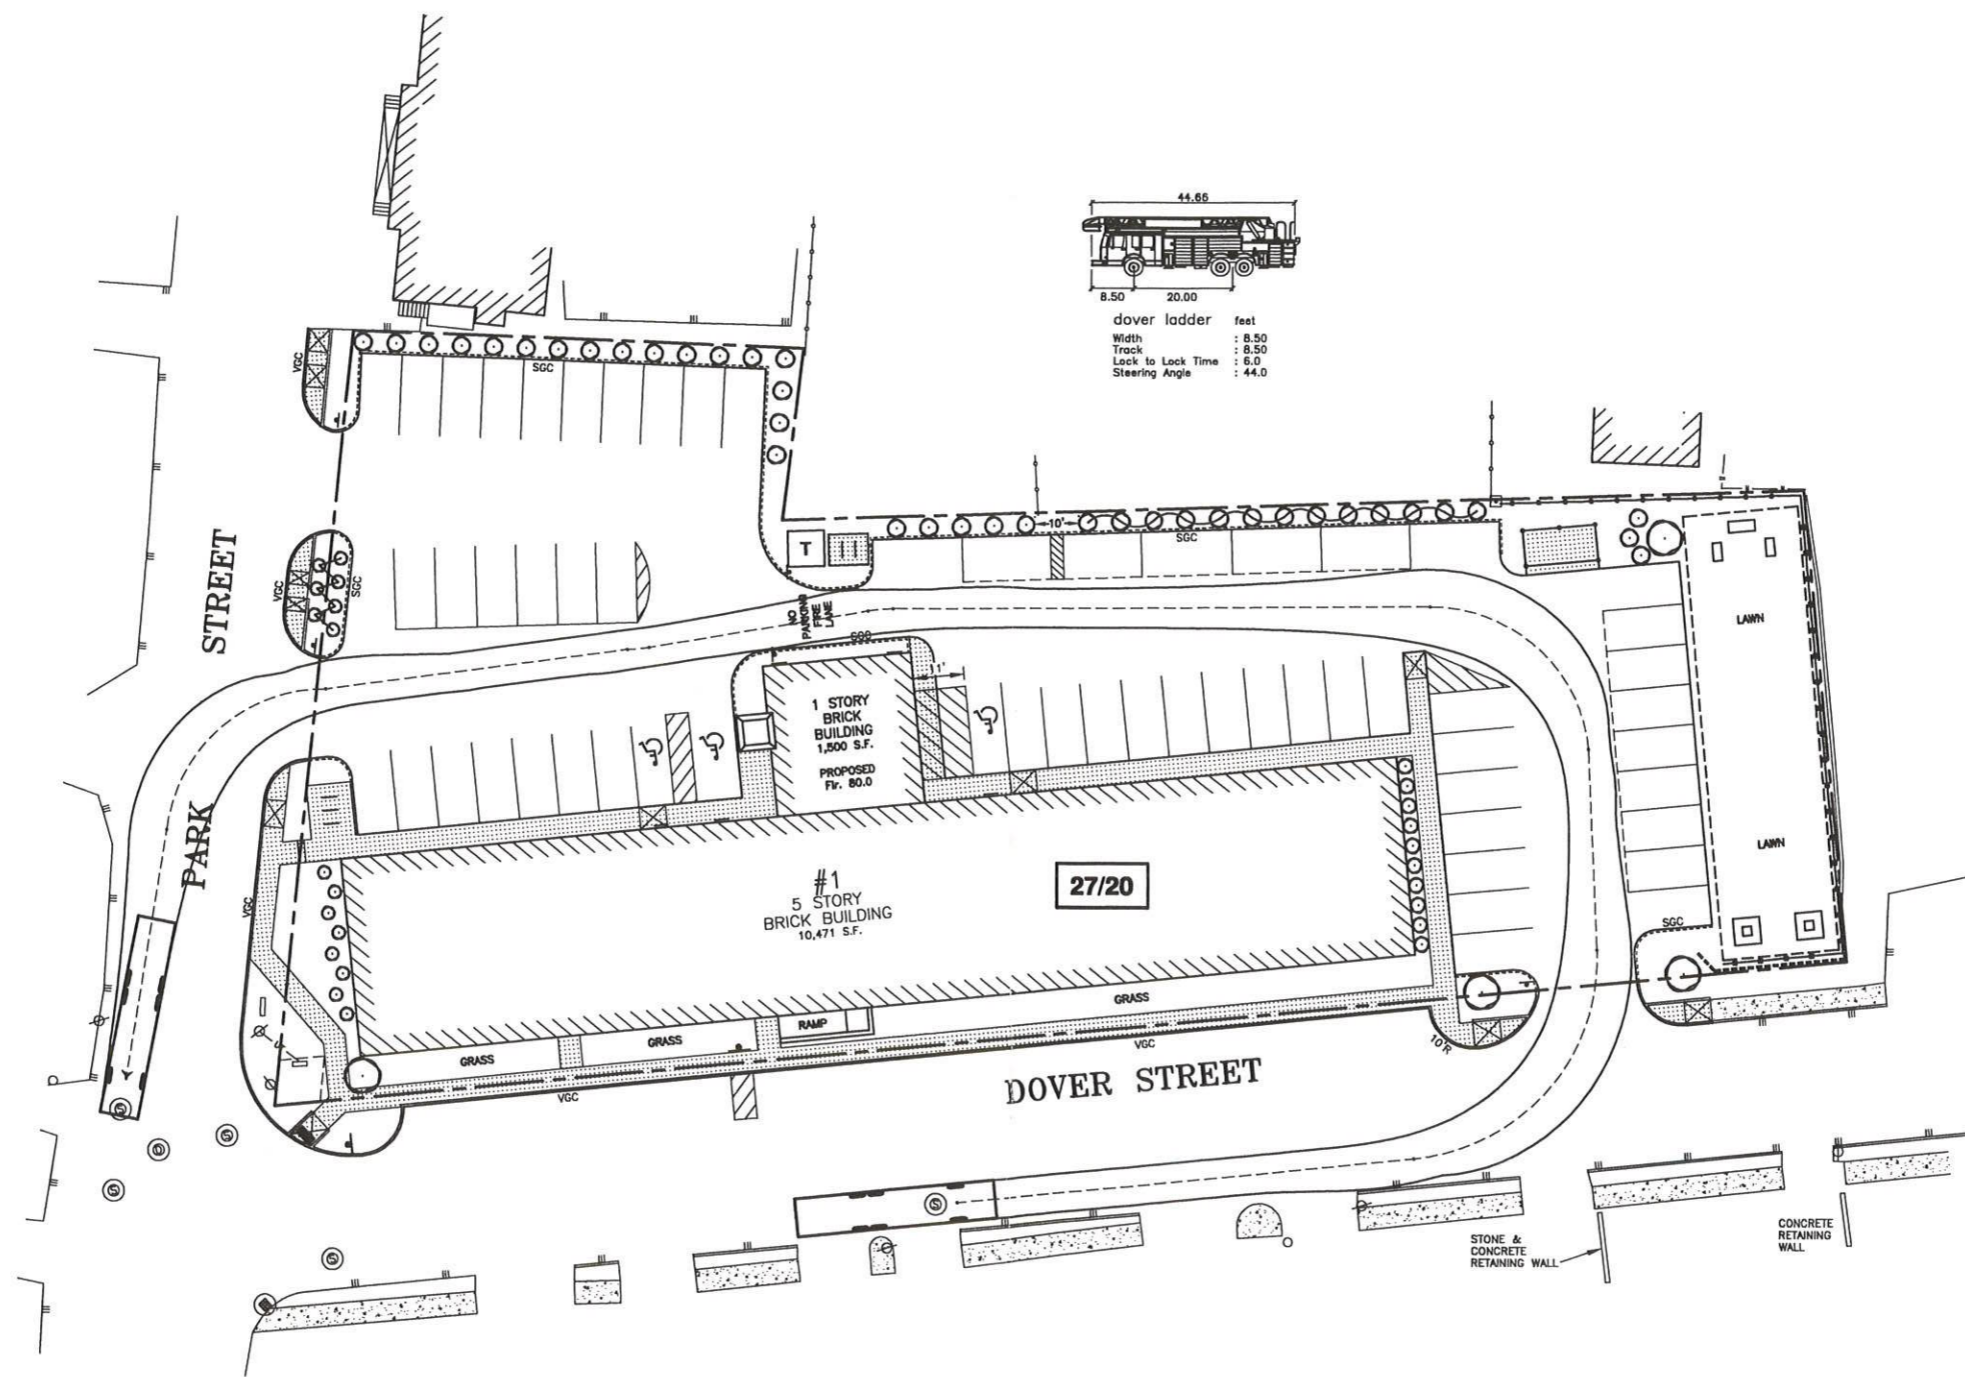 44.66
8.50 20.00
dover ladder feet
Width : 8.50
Track : 8.50
Lock to Lock Time : 6.0
Steering Angle : 44.0
VGC
SGC
10'
SGC
T
VGC
SGC
NO
PARKING
FIRE
LANE
LAWN
STREET
11'
1 STORY
BRICK
BUILDING
1,500 S.F.
PROPOSED
Flr. 80.0
PARK
LAWN
#1
5 STORY
BRICK BUILDING
10,471 S.F.
27/20
VGC
SGC
GRASS
RAMP
GRASS
GRASS
VGC
10'R
VGC
DOVER STREET
S
S
D
S
S
S
STONE &
CONCRETE
RETAINING WALL
CONCRETE
RETAINING
WALL